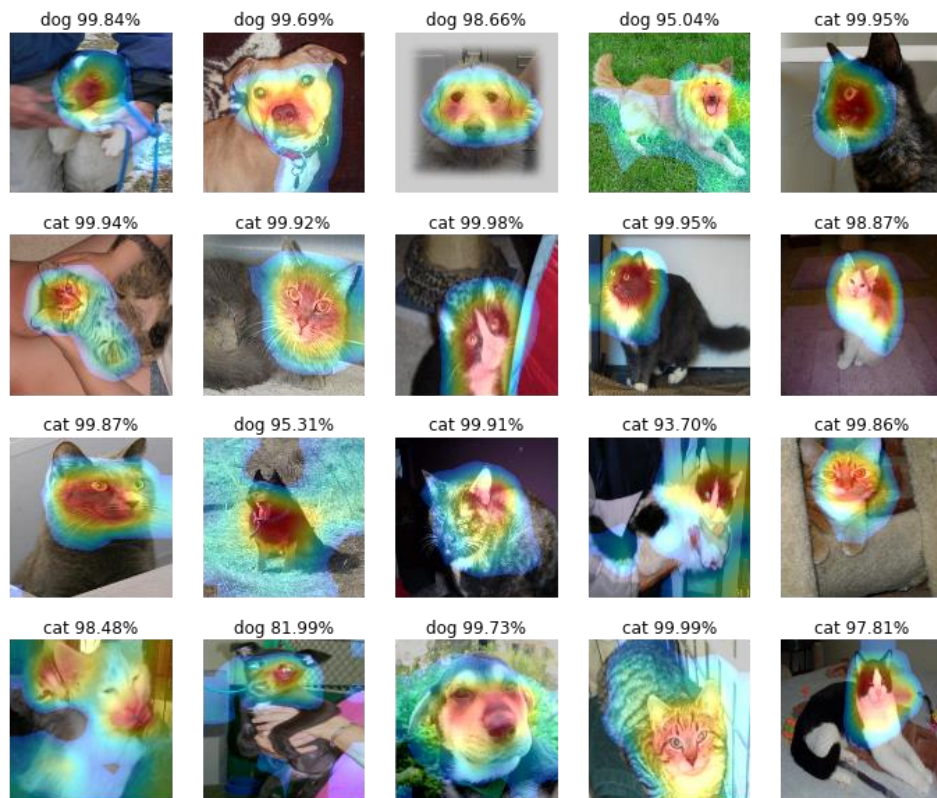 dog 99.84%
dog 99.69%
dog 98.66%
dog 95.04%
cat 99.95%
cat 99.94%
cat 99.92%
cat 99.98%
cat 99.95%
cat 98.87%
cat 99.87%
dog 95.31%
cat 99.91%
cat 93.70%
cat 99.86%
cat 98.48%
dog 81.99%
dog 99.73%
cat 99.99%
cat 97.81%